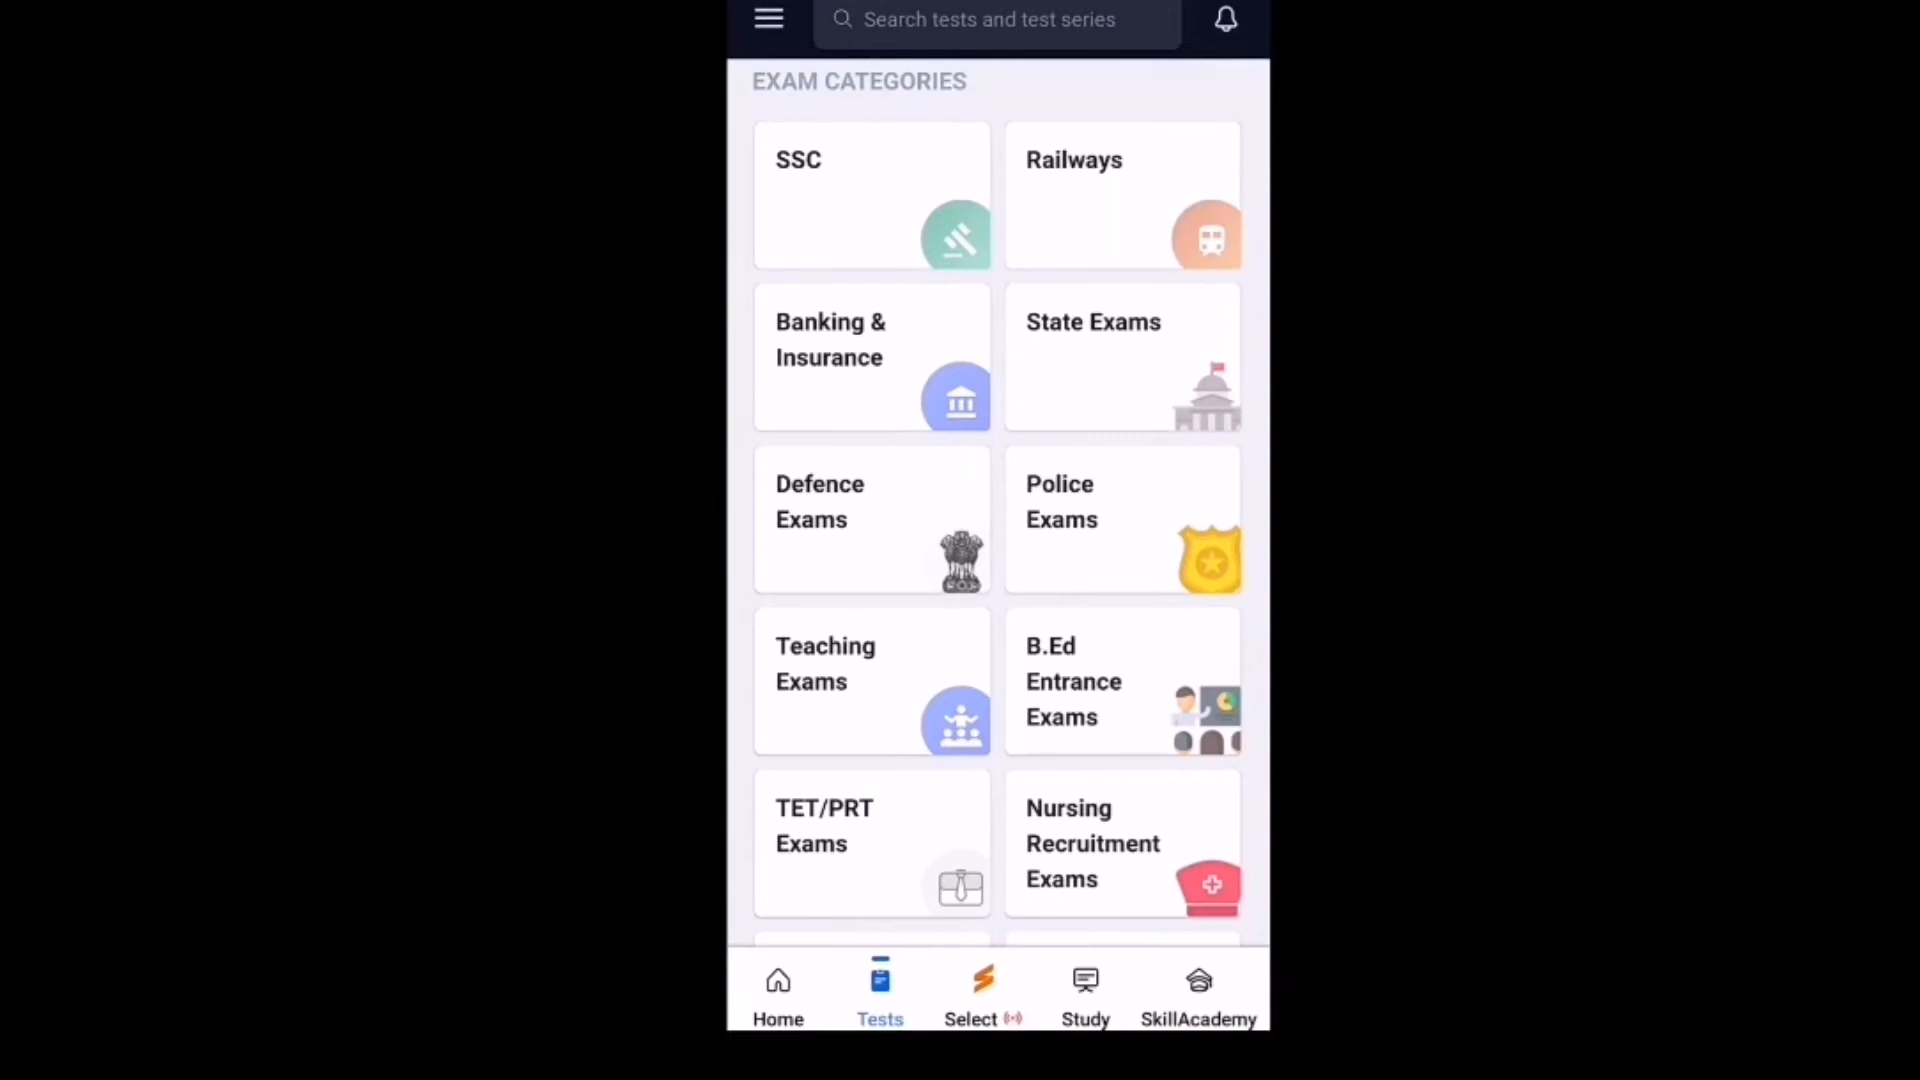 Search tests and test series
EXAM CATEGORIES
SSC
Railways
Banking &
Insurance
State Exams
Defence
Exams
Police
Exams
Teaching
Exams
B.Ed
Entrance
Exams
TET/PRT
Exams
Nursing
Recruitment
Exams
Home
Tests
Select
Study
SkillAcademy